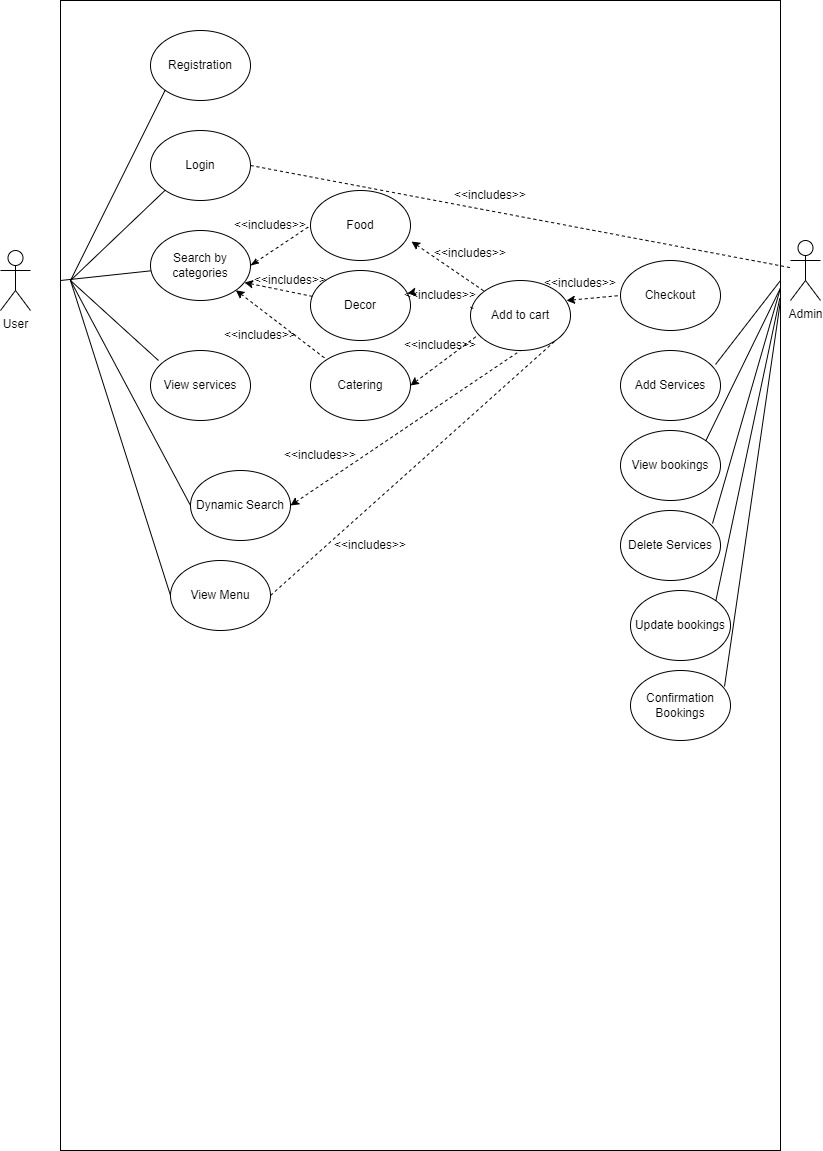 Registration
Login
<<includes>>
Food
<<includes>>
Search by
categories
<<includes>>
<<includes>>
<<includes>>
<<includes>>
Decor
Checkout
Add to cart
User
Admin
<<includes>>
<<includes>>
View services
Catering
Add Services
<<includes>>
View bookings
Dynamic Search
<<includes>>
Delete Services
View Menu
Update bookings
Confirmation
Bookings